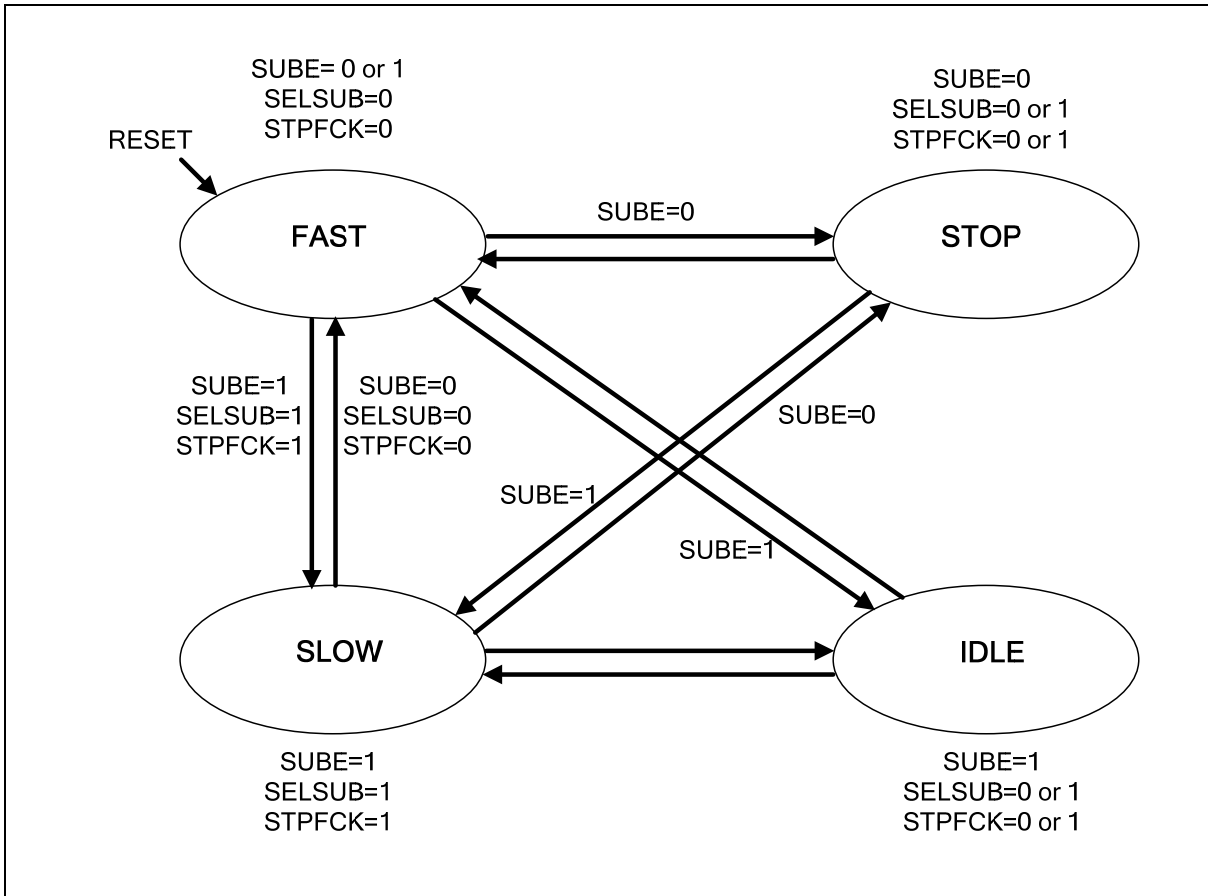 SUBE= 0 or 1
SELSUB=0
STPFCK=0
RESET
FAST
SUBE=0
SELSUB=0 or 1
STPFCK=0 or 1
STOP
SUBE=0
SUBE=1
SELSUB=1
STPFCK=1
SUBE=0
SELSUB=0
STPFCK=0
SUBE=0
SUBE=1
SUBE=1
SLOW
IDLE
SUBE=1
SELSUB=1
STPFCK=1
SUBE=1
SELSUB=0 or 1
STPFCK=0 or 1